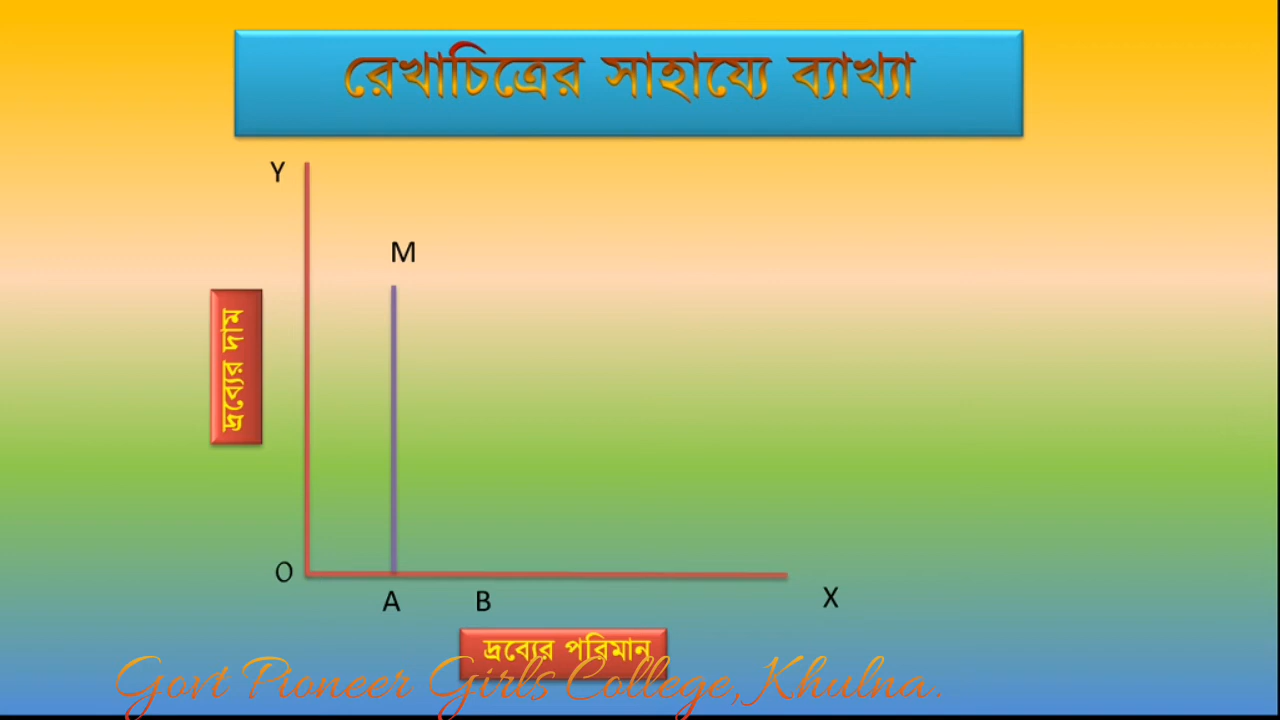 রেখাচিত্রের সাহায্যে ব্যাখ্যা
Y
M
দ্রব্যের দাম
O
A B X
দ্রব্যের পরিমান
Govt Pioneer Girls College, Khulna.